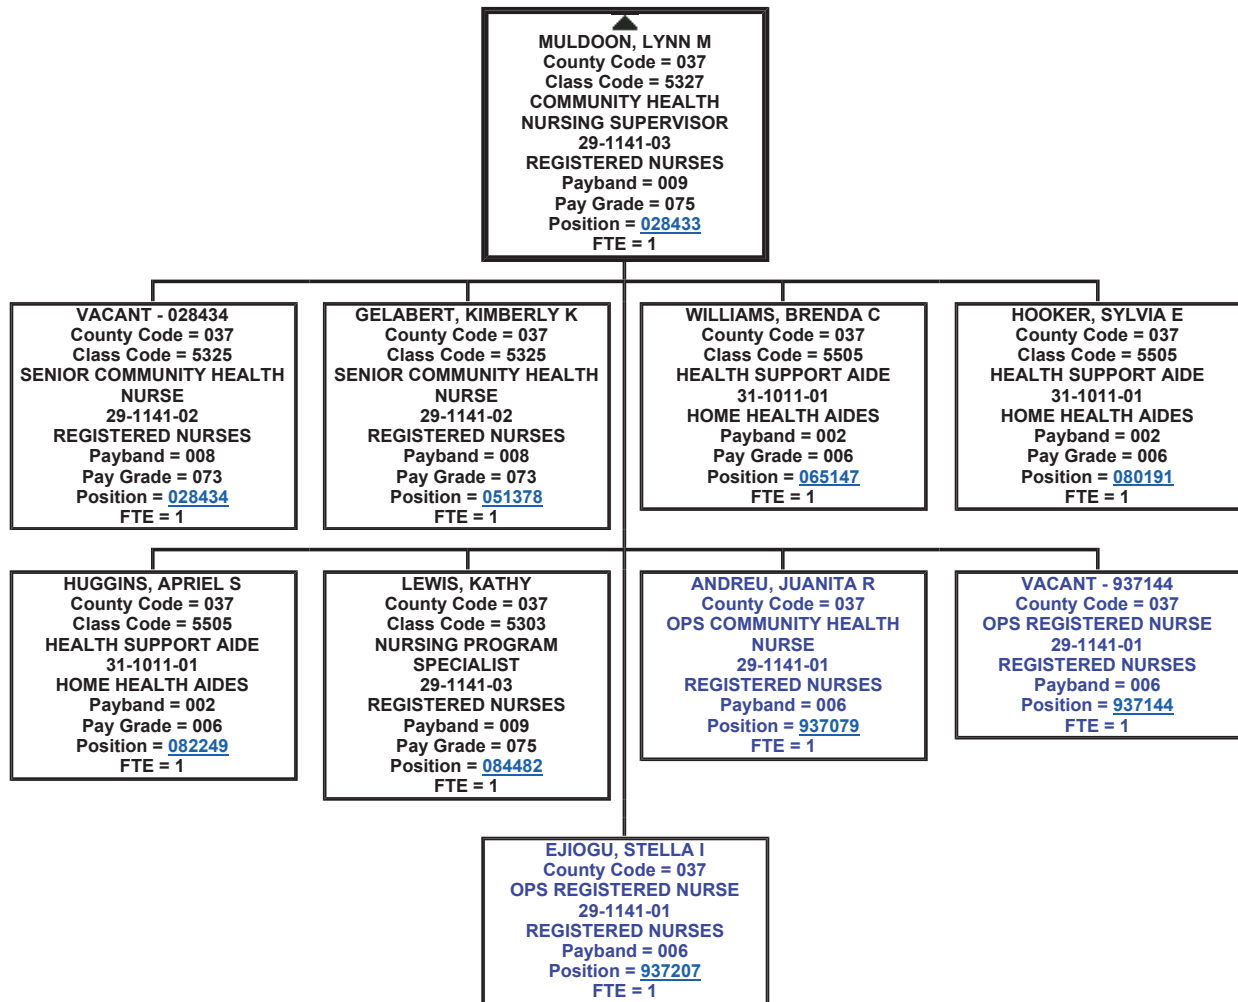 MULDOON, LYNN M
County Code = 037
Class Code = 5327
COMMUNITY HEALTH
NURSING SUPERVISOR
29-1141-03
REGISTERED NURSES
Payband = 009
Pay Grade = 075
Position = 028433
FTE = 1
VACANT - 028434
County Code = 037
Class Code = 5325
SENIOR COMMUNITY HEALTH
NURSE
29-1141-02
REGISTERED NURSES
Payband = 008
Pay Grade = 073
Position = 028434
FTE = 1
GELABERT, KIMBERLY K
County Code = 037
Class Code = 5325
SENIOR COMMUNITY HEALTH
NURSE
29-1141-02
REGISTERED NURSES
Payband = 008
Pay Grade = 073
Position = 051378
FTE = 1
WILLIAMS, BRENDA C
County Code = 037
Class Code = 5505
HEALTH SUPPORT AIDE
31-1011-01
HOME HEALTH AIDES
Payband = 002
Pay Grade = 006
Position = 065147
FTE = 1
HOOKER, SYLVIA E
County Code = 037
Class Code = 5505
HEALTH SUPPORT AIDE
31-1011-01
HOME HEALTH AIDES
Payband = 002
Pay Grade = 006
Position = 080191
FTE = 1
HUGGINS, APRIEL S
County Code = 037
Class Code = 5505
HEALTH SUPPORT AIDE
31-1011-01
HOME HEALTH AIDES
Payband = 002
Pay Grade = 006
Position = 082249
FTE = 1
LEWIS, KATHY
County Code = 037
Class Code = 5303
NURSING PROGRAM
SPECIALIST
29-1141-03
REGISTERED NURSES
Payband = 009
Pay Grade = 075
Position = 084482
FTE = 1
ANDREU, JUANITA R
County Code = 037
OPS COMMUNITY HEALTH
NURSE
29-1141-01
REGISTERED NURSES
Payband = 006
Position = 937079
FTE = 1
VACANT - 937144
County Code = 037
OPS REGISTERED NURSE
29-1141-01
REGISTERED NURSES
Payband = 006
Position = 937144
FTE = 1
EJIOGU, STELLA I
County Code = 037
OPS REGISTERED NURSE
29-1141-01
REGISTERED NURSES
Payband = 006
Position = 937207
FTE = 1